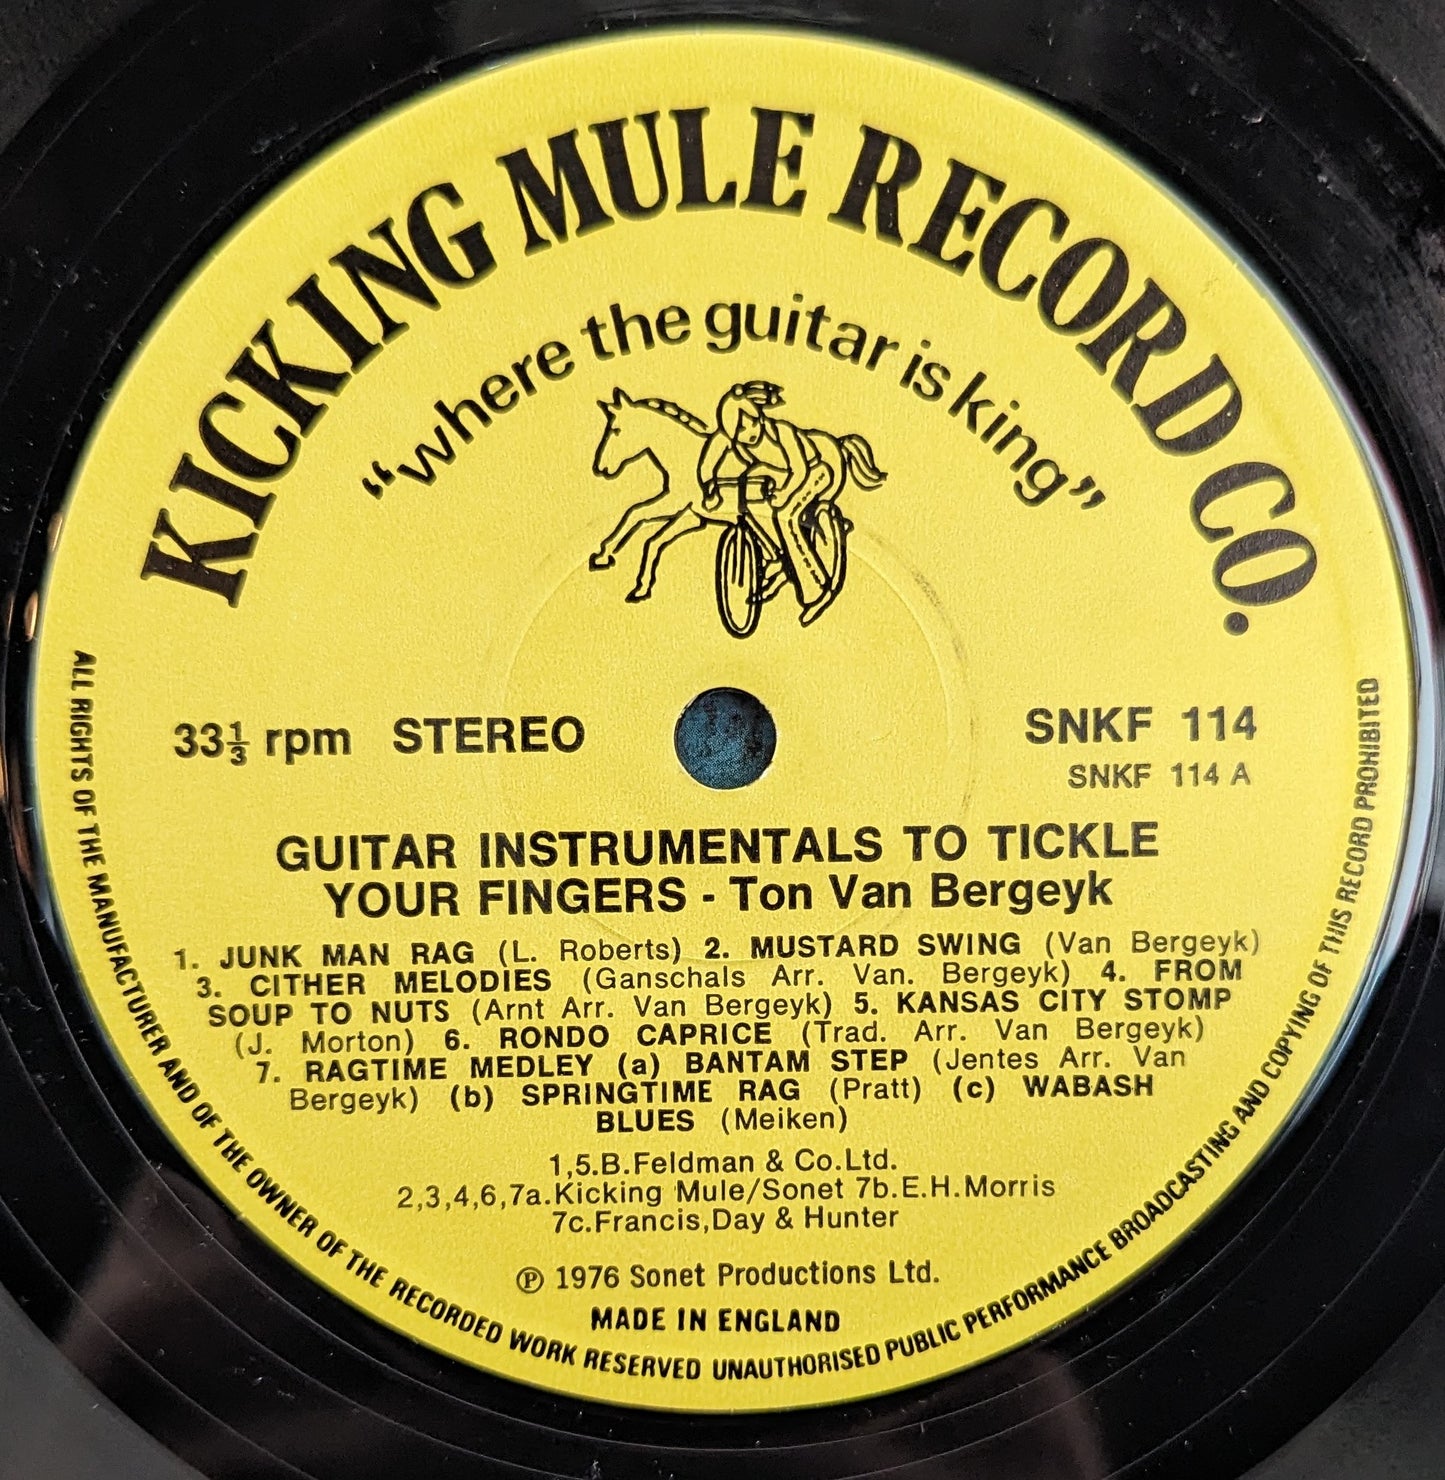 KICKING MULE RECORD CO.
“where the guitar is king”
33⅓ rpm STEREO
SNKF 114
SNKF 114 A
GUITAR INSTRUMENTALS TO TICKLE
YOUR FINGERS - Ton Van Bergeyk
1. JUNK MAN RAG (L. Roberts) 2. MUSTARD SWING (Van Bergeyk)
3. CITHER MELODIES (Ganschals Arr. Van. Bergeyk) 4. FROM
SOUP TO NUTS (Arnt Arr. Van Bergeyk) 5. KANSAS CITY STOMP
(J. Morton) 6. RONDO CAPRICE (Trad. Arr. Van Bergeyk)
7. RAGTIME MEDLEY (a) BANTAM STEP (Jentes Arr. Van
Bergeyk) (b) SPRINGTIME RAG (Pratt) (c) WABASH
BLUES (Meiken)
1,5.B.Feldman & Co.Ltd.
2,3,4,6,7a.Kicking Mule/Sonet 7b.E.H.Morris
7c.Francis,Day & Hunter
℗ 1976 Sonet Productions Ltd.
MADE IN ENGLAND
ALL RIGHTS OF THE MANUFACTURER AND OF THE OWNER OF THE RECORDED WORK RESERVED UNAUTHORISED PUBLIC PERFORMANCE BROADCASTING AND COPYING OF THIS RECORD PROHIBITED